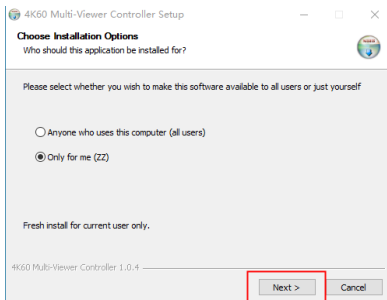 4K60 Multi-Viewer Controller Setup
Choose Installation Options
Who should this application be installed for?
Please select whether you wish to make this software available to all users or just yourself
Anyone who uses this computer (all users)
Only for me (ZZ)
Fresh install for current user only.
4K60 Multi-Viewer Controller 1.0.4
Next > Cancel